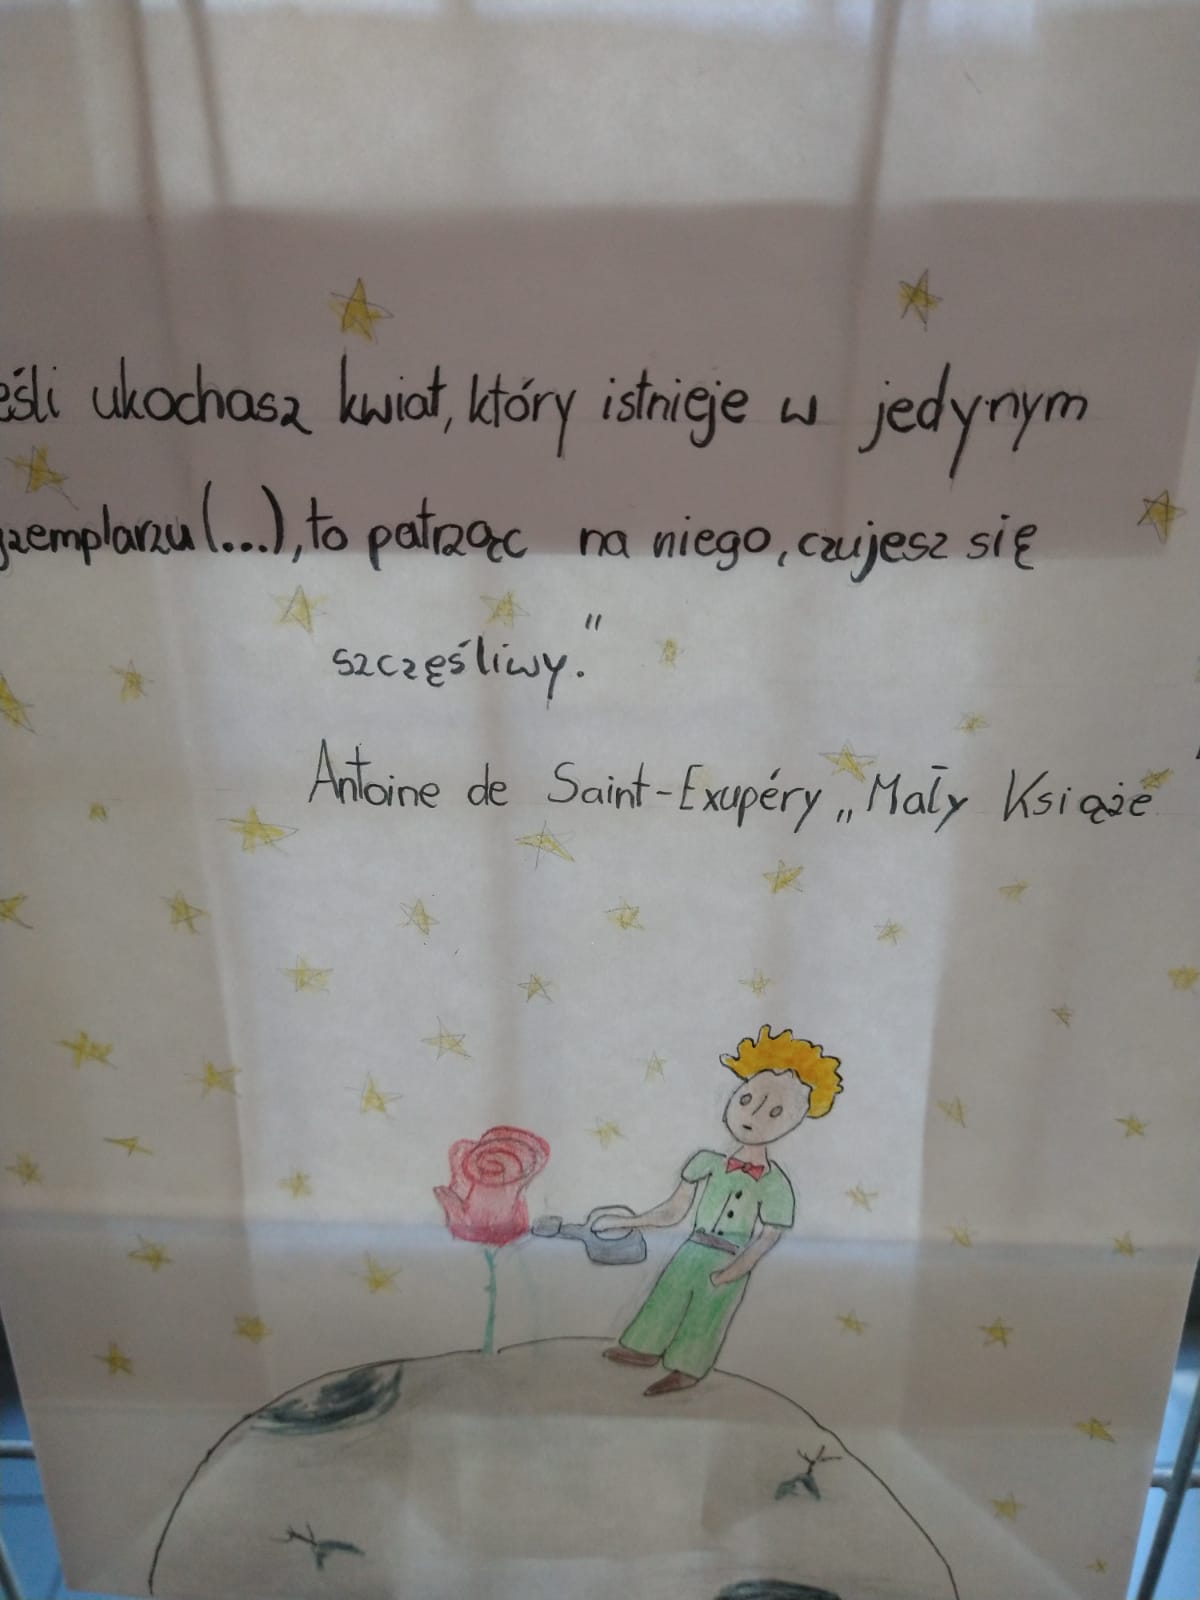 eśli ukochasz kwiat, który istnieje w jedynym
zemplarzu (...), to patrząc na niego, czujesz się
szczęśliwy."
Antoine de Saint-Exupéry „Mały Książe